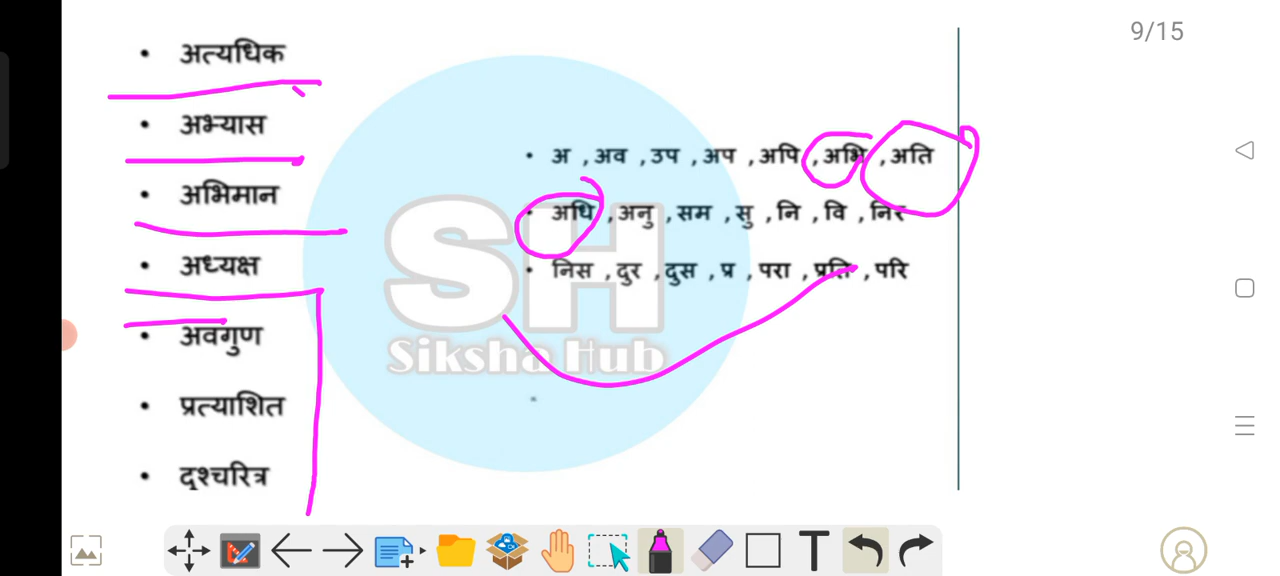 9/15
• अत्यधिक
• अभ्यास
• अभिमान
• अध्यक्ष
• अवगुण
• प्रत्याशित
• दृश्चरित्र
• अ ,अव ,उप ,अप ,अपि ,अभि ,अति
• अधि ,अनु ,सम ,सु ,नि ,वि ,निर
• निस ,दुर ,दुस ,प्र ,परा ,प्रति ,परि
SH
Siksha Hub
T